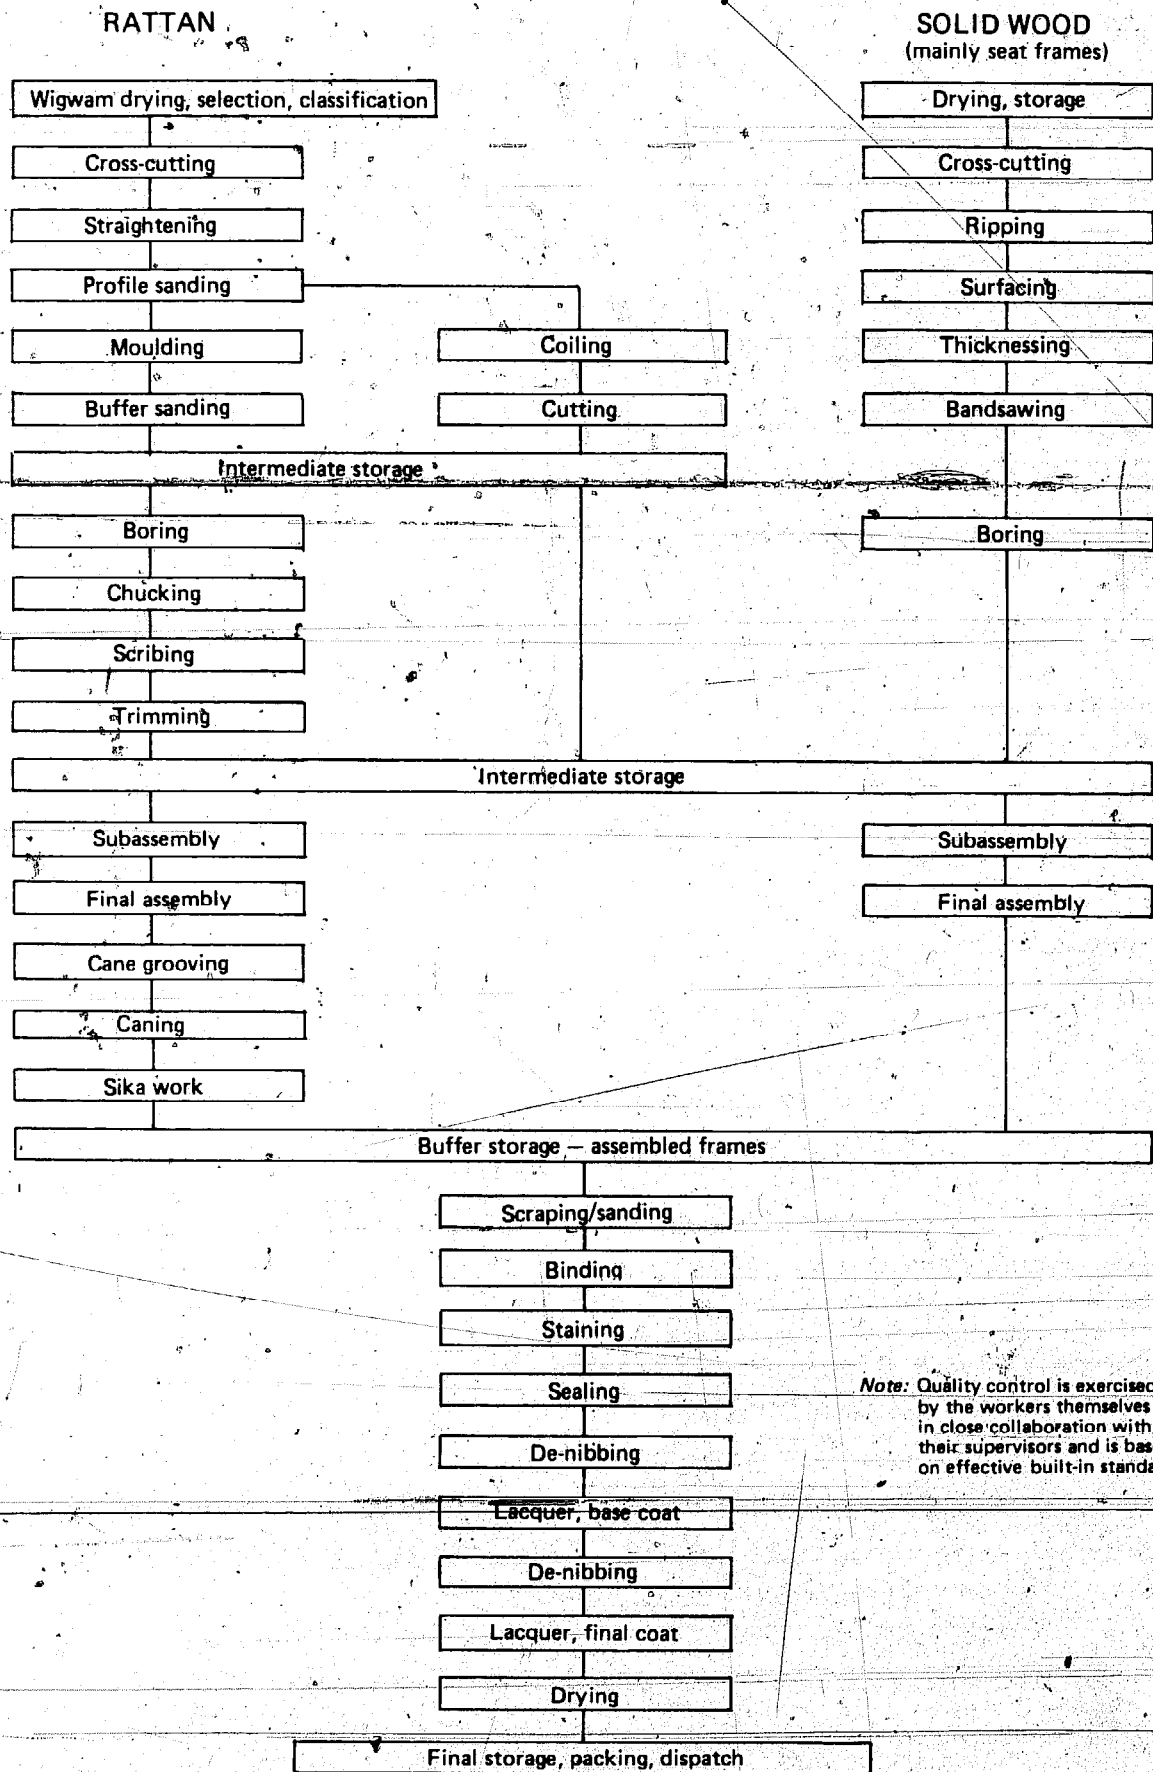 RATTAN
SOLID WOOD
(mainly seat frames)
Wigwam drying, selection, classification
Drying, storage
Cross-cutting
Cross-cutting
Straightening
Ripping
Profile sanding
Surfacing
Moulding
Coiling
Thicknessing
Buffer sanding
Cutting
Bandsawing
Intermediate storage
Boring
Boring
Chucking
Scribing
Trimming
Intermediate storage
Subassembly
Subassembly
Final assembly
Final assembly
Cane grooving
Caning
Sika work
Buffer storage — assembled frames
Scraping/sanding
Binding
Staining
Sealing
Note: Quality control is exercised
by the workers themselves
in close collaboration with
their supervisors and is bas
on effective built-in standa
De-nibbing
Lacquer, base coat
De-nibbing
Lacquer, final coat
Drying
Final storage, packing, dispatch